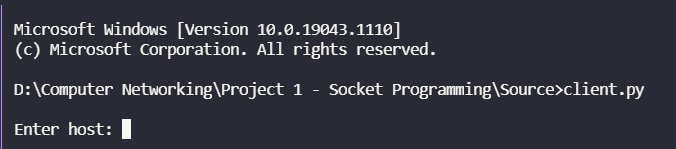 Microsoft Windows [Version 10.0.19043.1110]
(c) Microsoft Corporation. All rights reserved.
D:\Computer Networking\Project 1 - Socket Programming\Source>client.py
Enter host: